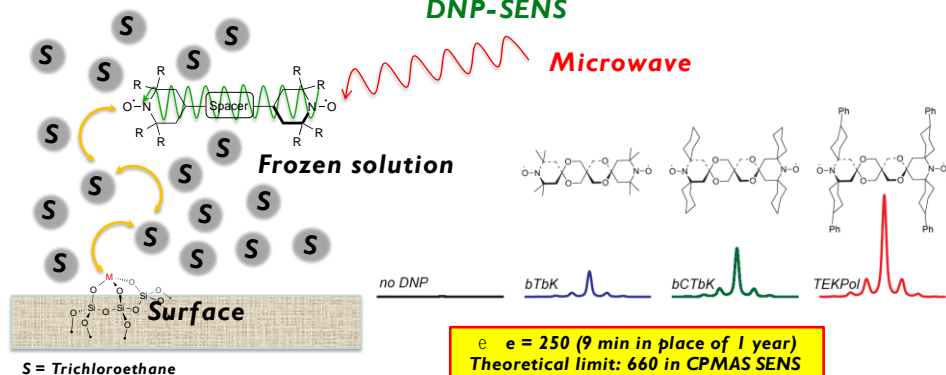 DNP-SENS
Microwave
S
S
S
S
S
S
R
R
R
R
O
·
N
Spacer
N
O
·
R
R
R
R
S
S
Frozen solution
S
S
S
S
S
S
S
S
S
S
M
O
O
O
Si
Si
Si
O
O
O
O
O
Surface
Ph
Ph
O
O
O
O
O
O
·O
N
N
O·
·O
N
N
O·
·O
N
N
O·
O
O
O
O
O
O
Ph
Ph
no DNP
bTbK
bCTbK
TEKPol
e e = 250 (9 min in place of 1 year)
Theoretical limit: 660 in CPMAS SENS
S = Trichloroethane